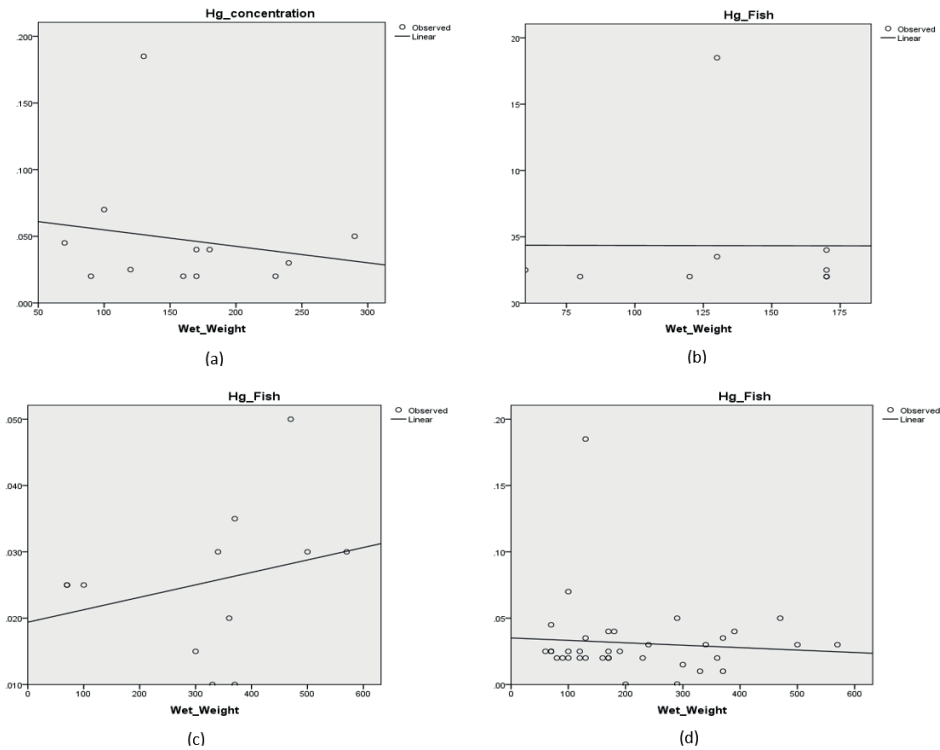 Hg_concentration
Observed
Linear
.200
.150
.100
.050
.000
50 100 150 200 250 300
Wet_Weight
(a)
Hg_Fish
Observed
Linear
20
15
10
05
00
75 100 125 150 175
Wet_Weight
(b)
Hg_Fish
Observed
Linear
.050
.040
.030
.020
.010
0 100 200 300 400 500 600
Wet_Weight
(c)
Hg_Fish
Observed
Linear
.20
.15
.10
.05
.00
0 100 200 300 400 500 600
Wet_Weight
(d)